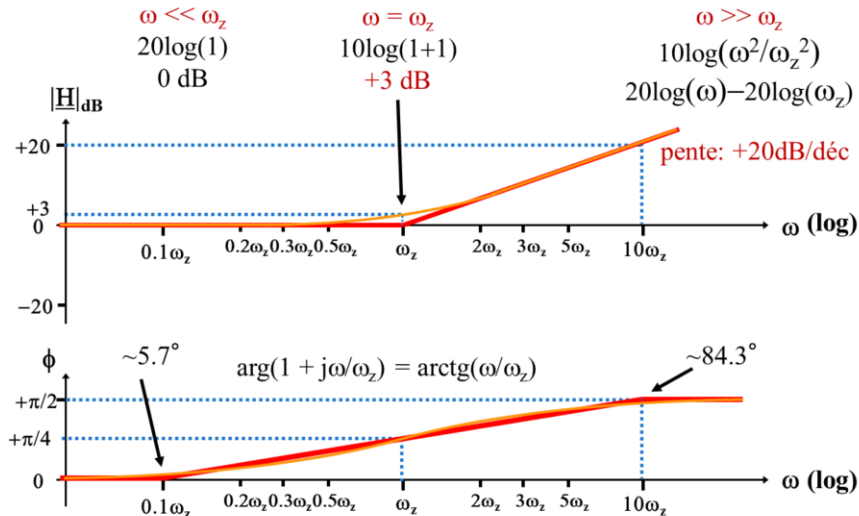 ω << ω_z
20log(1)
0 dB
ω = ω_z
10log(1+1)
+3 dB
ω >> ω_z
10log(ω²/ω_z²)
20log(ω)−20log(ω_z)
|H|_dB
+20
pente: +20dB/déc
+3
0
ω (log)
0.1ω_z
0.2ω_z
0.3ω_z
0.5ω_z
ω_z
2ω_z
3ω_z
5ω_z
10ω_z
−20
ϕ
~5.7°
arg(1 + jω/ω_z) = arctg(ω/ω_z)
~84.3°
+π/2
+π/4
0
ω (log)
0.1ω_z
0.2ω_z
0.3ω_z
0.5ω_z
ω_z
2ω_z
3ω_z
5ω_z
10ω_z